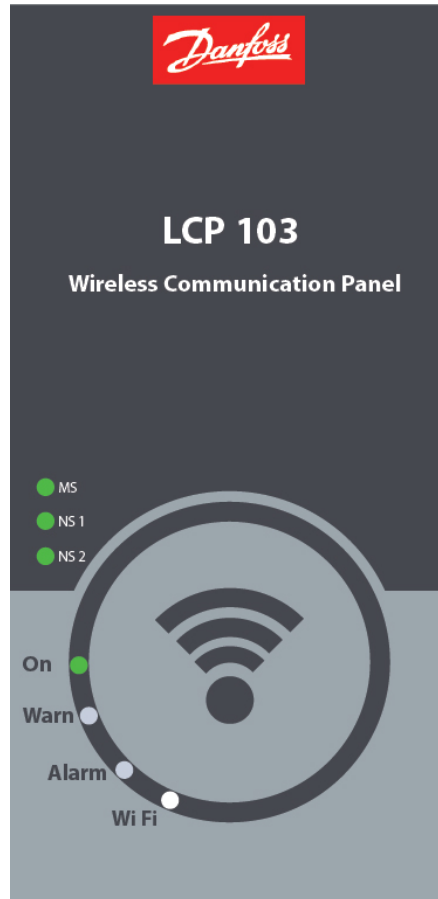 Danfoss
LCP 103
Wireless Communication Panel
MS
NS 1
NS 2
On
Warn
Alarm
Wi Fi